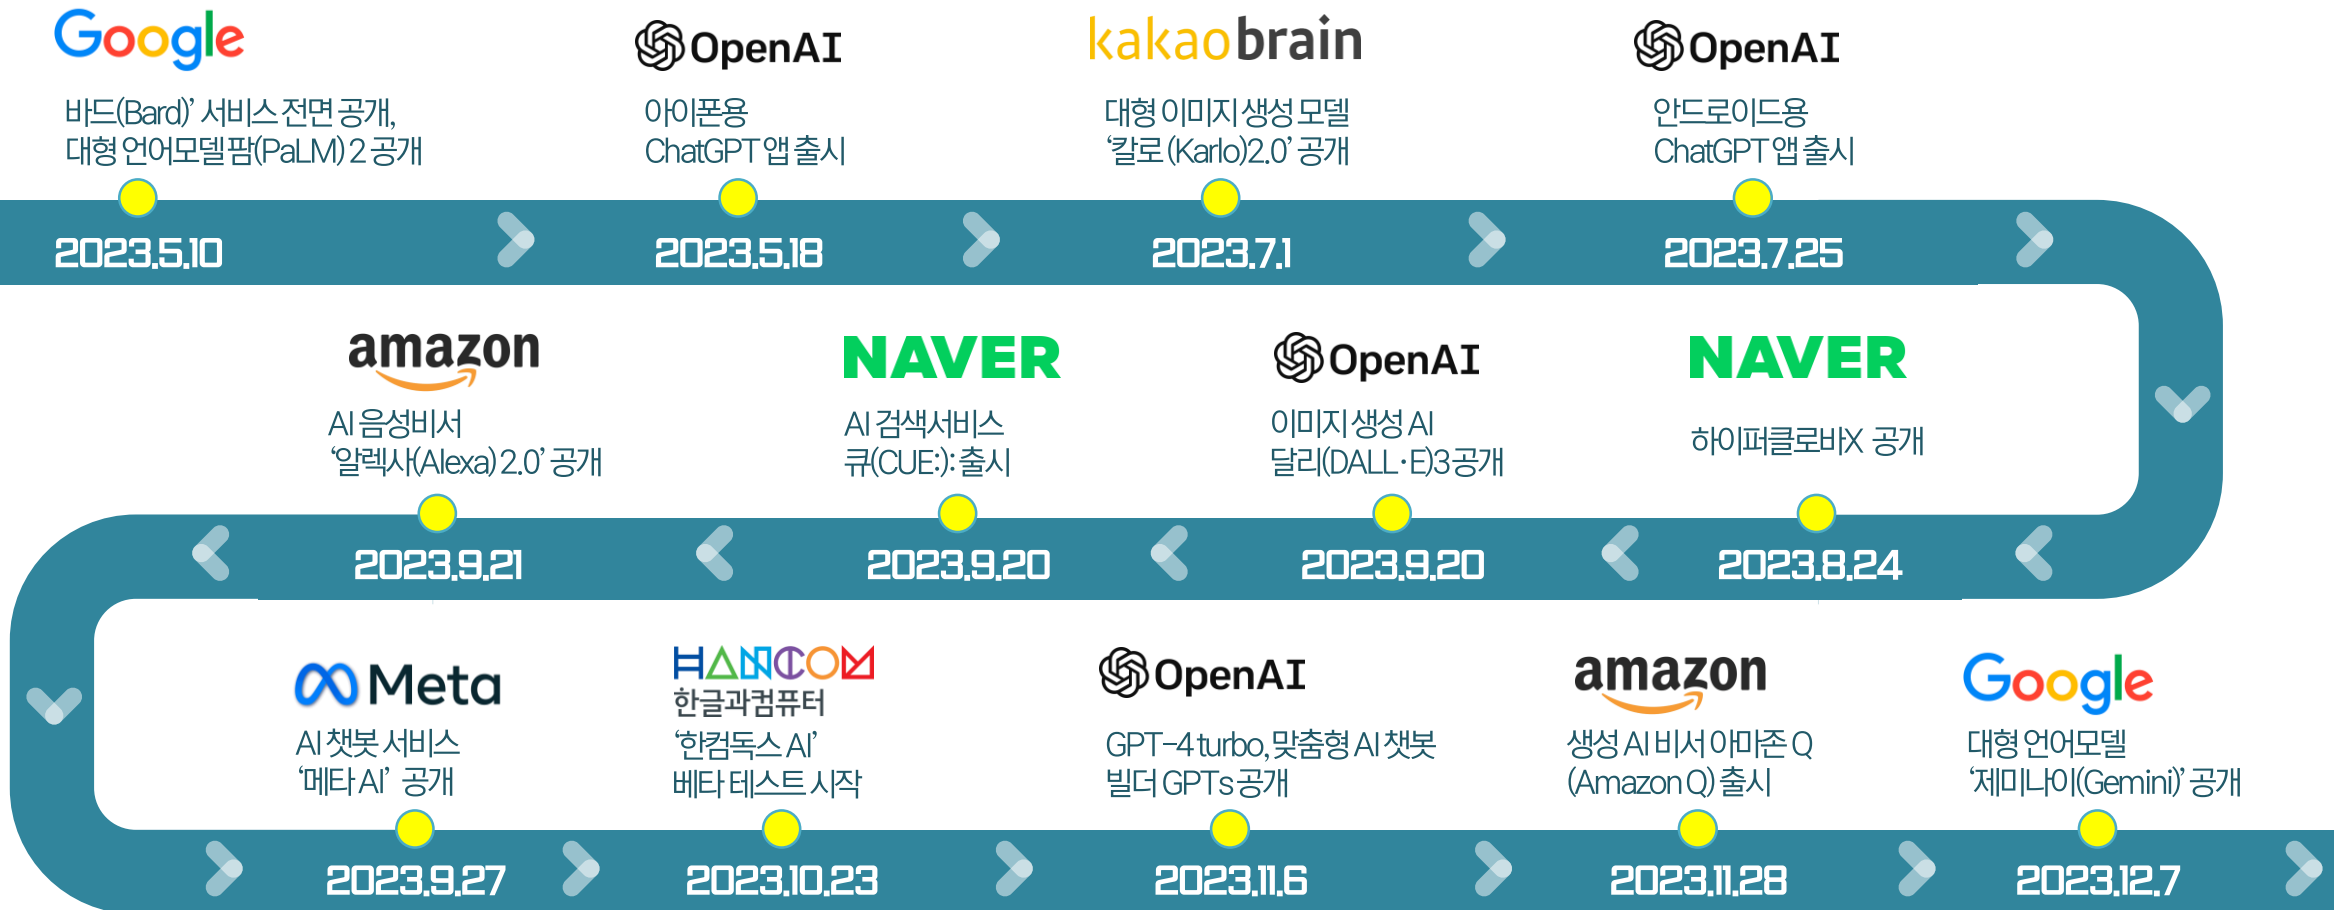 Google
바드(Bard)’ 서비스 전면 공개,
대형 언어모델 팜(PaLM) 2 공개
2023.5.10
OpenAI
아이폰용
ChatGPT 앱 출시
2023.5.18
kakaobrain
대형 이미지 생성 모델
‘칼로 (Karlo)2.0’ 공개
2023.7.1
OpenAI
안드로이드용
ChatGPT 앱 출시
2023.7.25
NAVER
하이퍼클로바X 공개
2023.8.24
OpenAI
이미지 생성 AI
달리(DALL·E)3 공개
2023.9.20
NAVER
AI 검색서비스
큐(CUE:): 출시
2023.9.20
amazon
AI 음성비서
‘알렉사(Alexa) 2.0’ 공개
2023.9.21
Meta
AI 챗봇 서비스
‘메타 AI’ 공개
2023.9.27
HANCOM
한글과컴퓨터
‘한컴독스 AI’
베타 테스트 시작
2023.10.23
OpenAI
GPT-4 turbo, 맞춤형 AI 챗봇
빌더 GPTs 공개
2023.11.6
amazon
생성 AI 비서 아마존 Q
(Amazon Q) 출시
2023.11.28
Google
대형 언어모델
‘제미나이(Gemini)’ 공개
2023.12.7